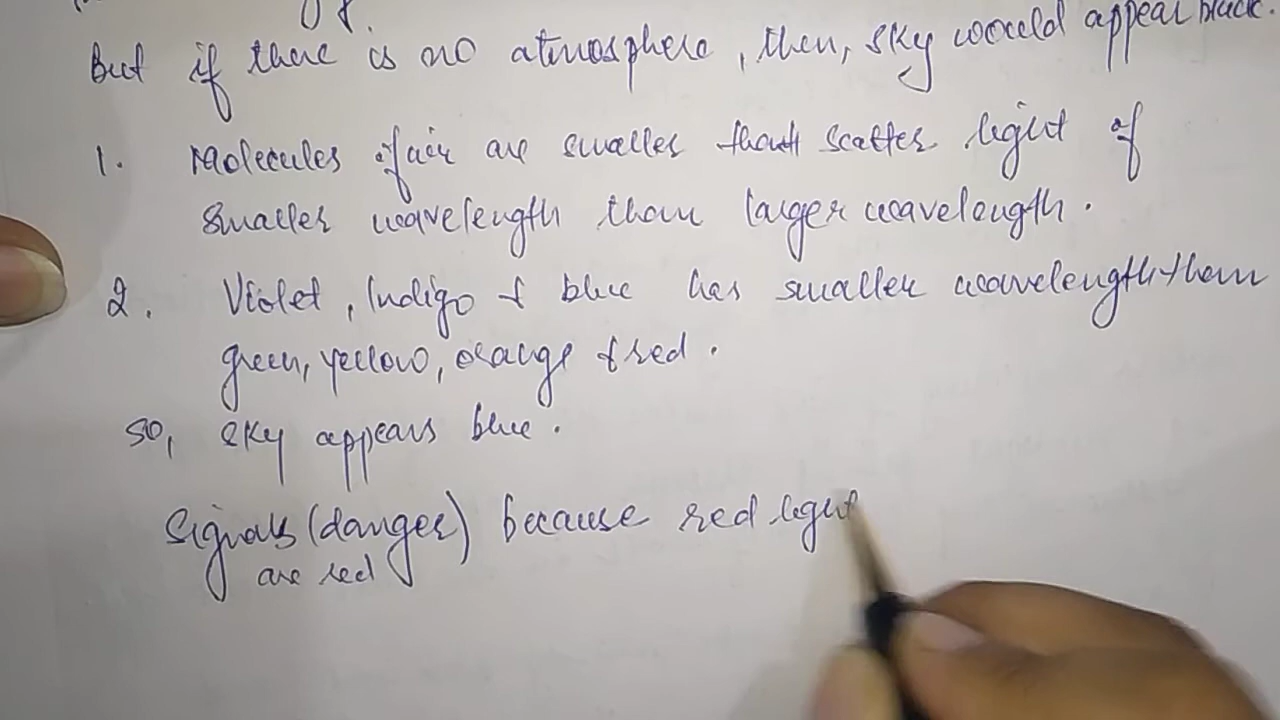 But if there is no atmosphere, then, sky would appear black.
1. Molecules of air are smaller that scatter light of
smaller wavelength than larger wavelength.
2. Violet, Indigo & blue has smaller wavelength than
green, yellow, orange & red.
So, sky appears blue.
Signals (danger) because red light
are red